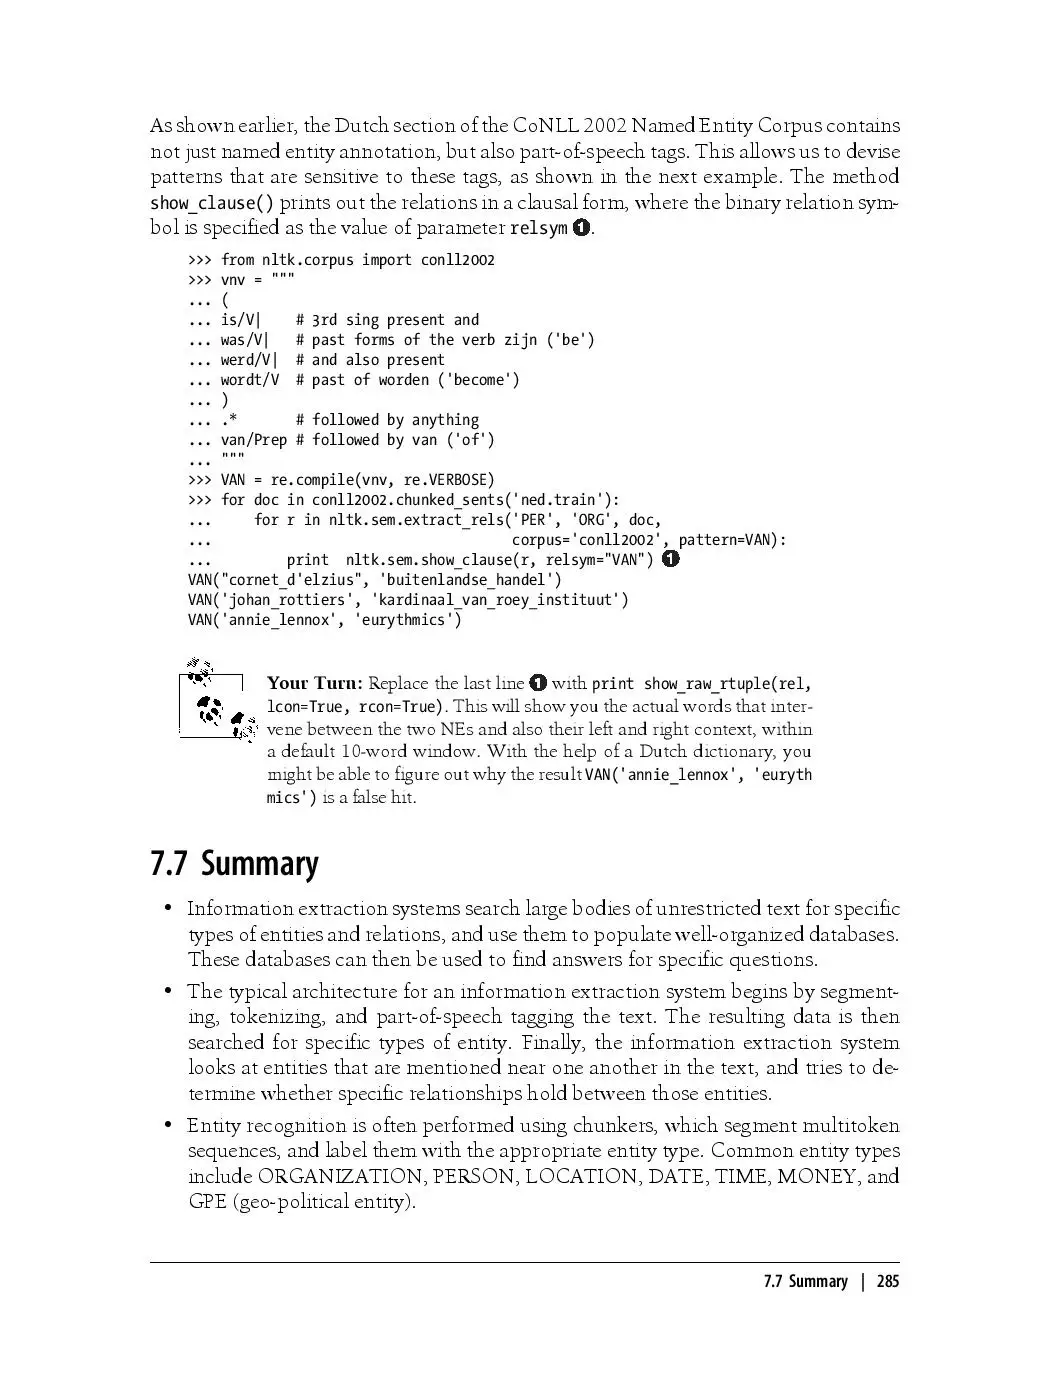 As shown earlier, the Dutch section of the CoNLL 2002 Named Entity Corpus contains
not just named entity annotation, but also part-of-speech tags. This allows us to devise
patterns that are sensitive to these tags, as shown in the next example. The method
show_clause() prints out the relations in a clausal form, where the binary relation sym-
bol is specified as the value of parameter relsym ❶.
>>> from nltk.corpus import conll2002
>>> vnv = """
... (
... is/V|    # 3rd sing present and
... was/V|   # past forms of the verb zijn ('be')
... werd/V|  # and also present
... wordt/V  # past of worden ('become')
... )
... .*       # followed by anything
... van/Prep # followed by van ('of')
... """
>>> VAN = re.compile(vnv, re.VERBOSE)
>>> for doc in conll2002.chunked_sents('ned.train'):
...     for r in nltk.sem.extract_rels('PER', 'ORG', doc,
...                                    corpus='conll2002', pattern=VAN):
...         print  nltk.sem.show_clause(r, relsym="VAN") ❶
VAN("cornet_d'elzius", 'buitenlandse_handel')
VAN('johan_rottiers', 'kardinaal_van_roey_instituut')
VAN('annie_lennox', 'eurythmics')
Your Turn: Replace the last line ❶ with print show_raw_rtuple(rel,
lcon=True, rcon=True). This will show you the actual words that inter-
vene between the two NEs and also their left and right context, within
a default 10-word window. With the help of a Dutch dictionary, you
might be able to figure out why the result VAN('annie_lennox', 'euryth
mics') is a false hit.
7.7 Summary
• Information extraction systems search large bodies of unrestricted text for specific
types of entities and relations, and use them to populate well-organized databases.
These databases can then be used to find answers for specific questions.
• The typical architecture for an information extraction system begins by segment-
ing, tokenizing, and part-of-speech tagging the text. The resulting data is then
searched for specific types of entity. Finally, the information extraction system
looks at entities that are mentioned near one another in the text, and tries to de-
termine whether specific relationships hold between those entities.
• Entity recognition is often performed using chunkers, which segment multitoken
sequences, and label them with the appropriate entity type. Common entity types
include ORGANIZATION, PERSON, LOCATION, DATE, TIME, MONEY, and
GPE (geo-political entity).
7.7 Summary | 285